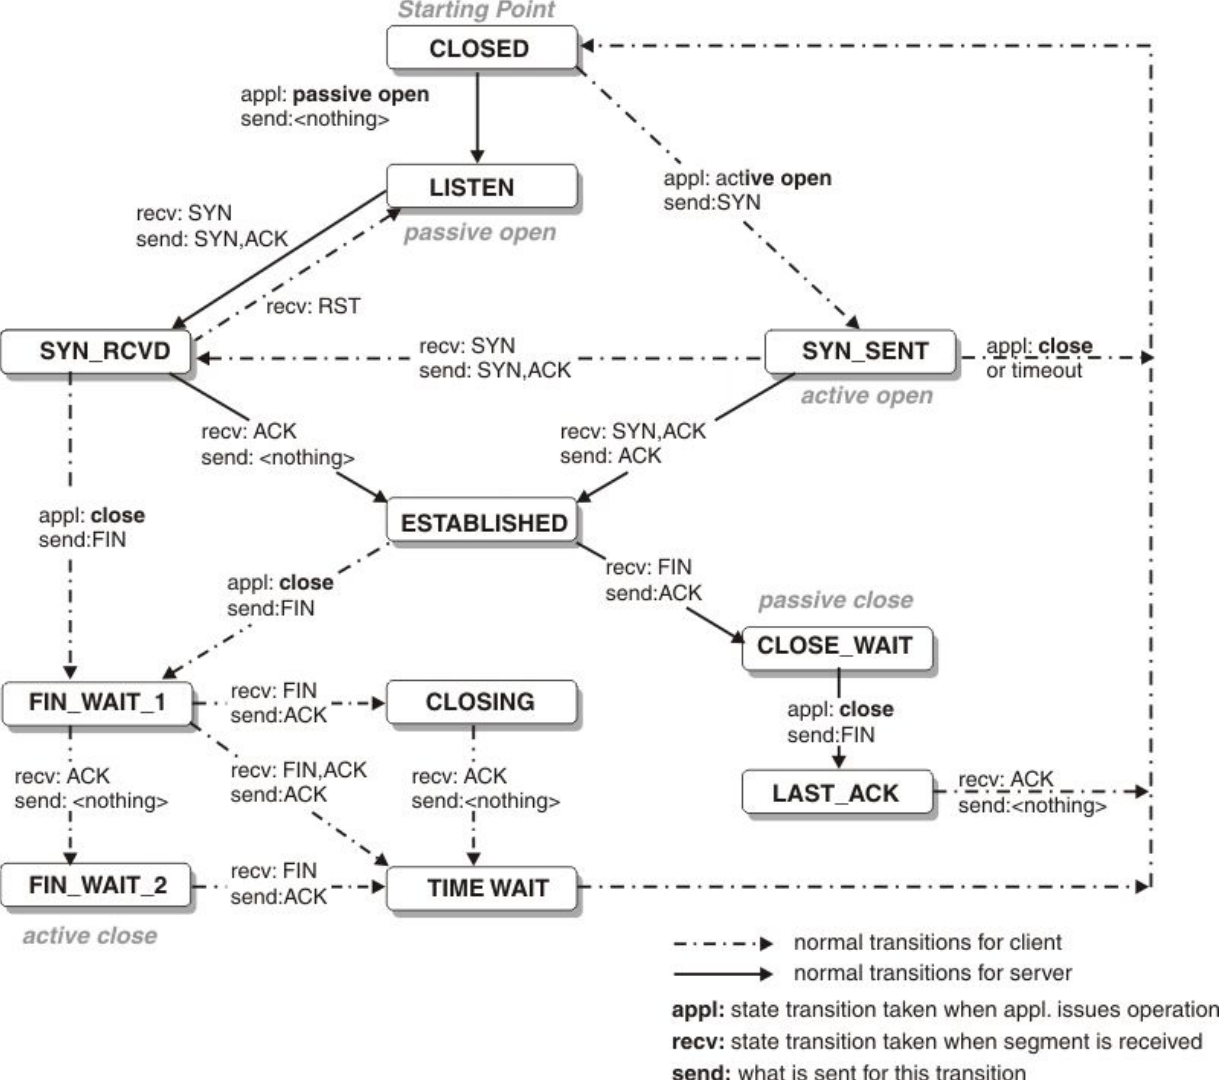 Starting Point
CLOSED
appl: passive open
send:<nothing>
LISTEN
passive open
appl: active open
send:SYN
recv: SYN
send: SYN,ACK
recv: RST
SYN_RCVD
recv: SYN
send: SYN,ACK
SYN_SENT
active open
appl: close
or timeout
recv: ACK
send: <nothing>
recv: SYN,ACK
send: ACK
ESTABLISHED
appl: close
send:FIN
appl: close
send:FIN
recv: FIN
send:ACK
passive close
CLOSE_WAIT
FIN_WAIT_1
recv: FIN
send:ACK
CLOSING
appl: close
send:FIN
recv: ACK
send: <nothing>
recv: FIN,ACK
send:ACK
recv: ACK
send:<nothing>
LAST_ACK
recv: ACK
send:<nothing>
FIN_WAIT_2
active close
recv: FIN
send:ACK
TIME WAIT
normal transitions for client
normal transitions for server
appl: state transition taken when appl. issues operation
recv: state transition taken when segment is received
send: what is sent for this transition